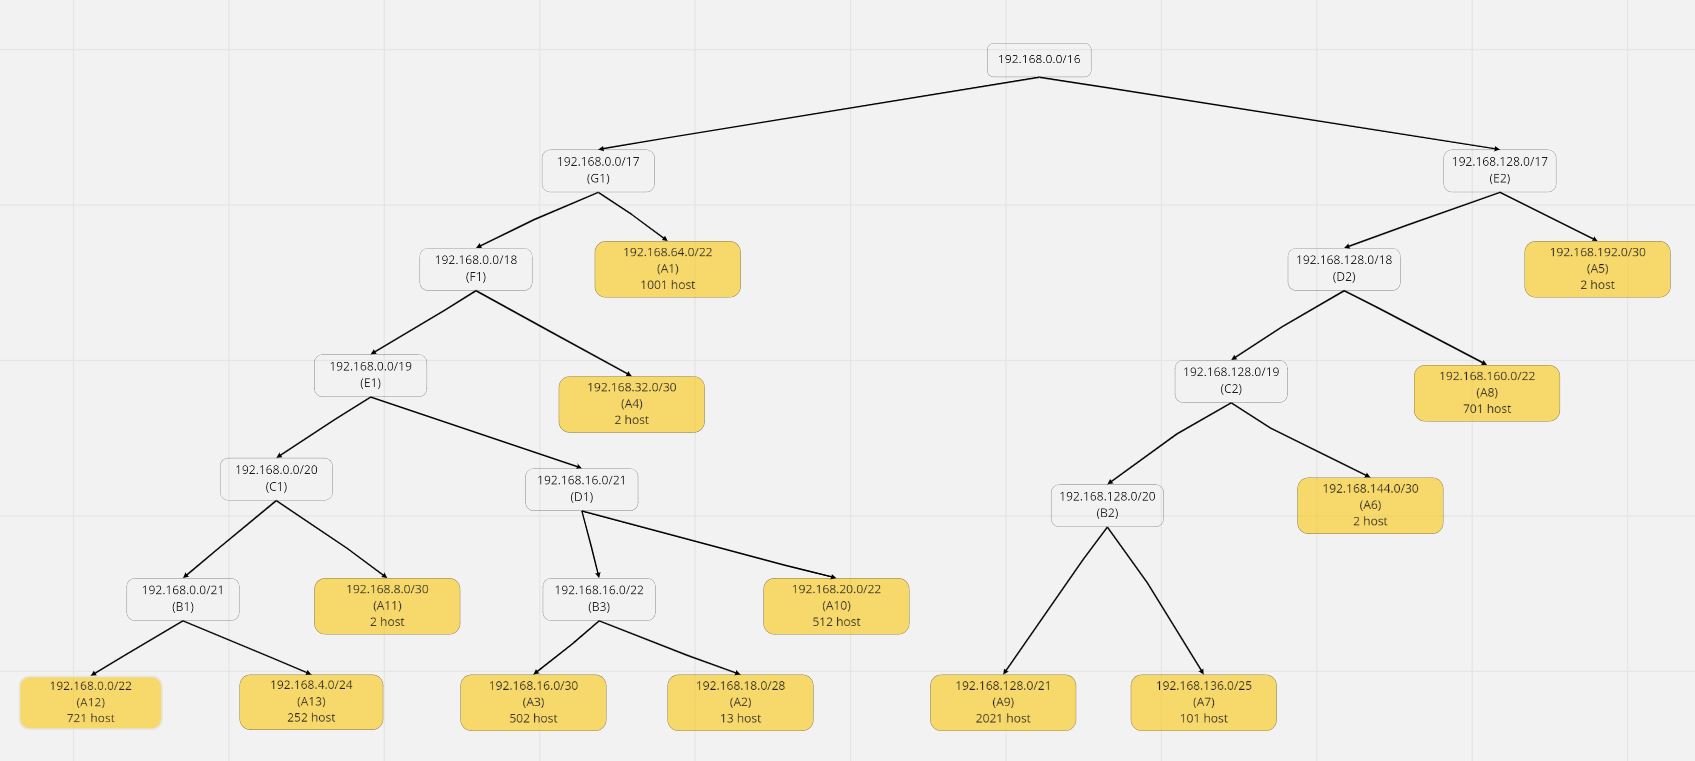 192.168.0.0/16
192.168.0.0/17
(G1)
192.168.128.0/17
(E2)
192.168.0.0/18
(F1)
192.168.64.0/22
(A1)
1001 host
192.168.128.0/18
(D2)
192.168.192.0/30
(A5)
2 host
192.168.0.0/19
(E1)
192.168.32.0/30
(A4)
2 host
192.168.128.0/19
(C2)
192.168.160.0/22
(A8)
701 host
192.168.0.0/20
(C1)
192.168.16.0/21
(D1)
192.168.128.0/20
(B2)
192.168.144.0/30
(A6)
2 host
192.168.0.0/21
(B1)
192.168.8.0/30
(A11)
2 host
192.168.16.0/22
(B3)
192.168.20.0/22
(A10)
512 host
192.168.0.0/22
(A12)
721 host
192.168.4.0/24
(A13)
252 host
192.168.16.0/30
(A3)
502 host
192.168.18.0/28
(A2)
13 host
192.168.128.0/21
(A9)
2021 host
192.168.136.0/25
(A7)
101 host